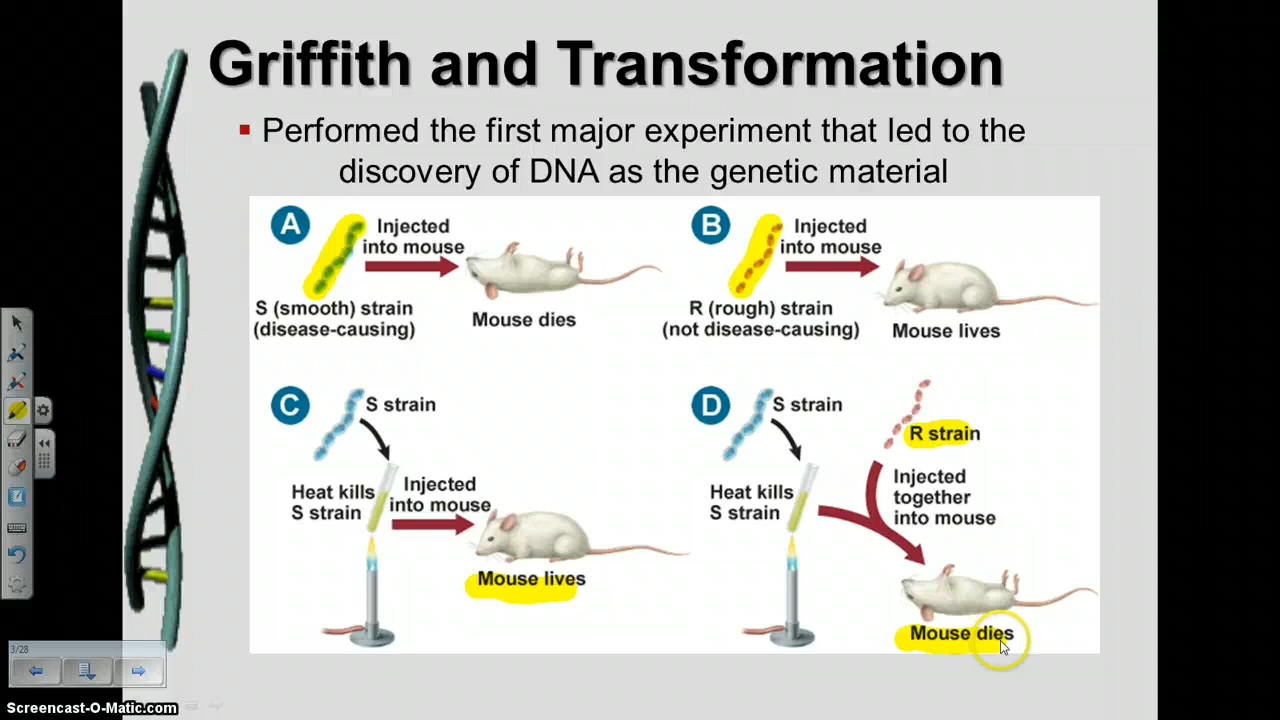 Griffith and Transformation
Performed the first major experiment that led to the
discovery of DNA as the genetic material
A
Injected
into mouse
S (smooth) strain
(disease-causing)
Mouse dies
B
Injected
into mouse
R (rough) strain
(not disease-causing)
Mouse lives
C
S strain
Heat kills
S strain
Injected
into mouse
Mouse lives
D
S strain
R strain
Heat kills
S strain
Injected
together
into mouse
Mouse dies
3/28
Screencast-O-Matic.com